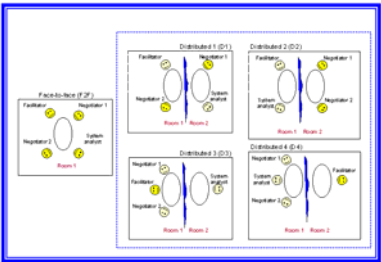 Face-to-face (F2F)
Facilitator
Negotiator 1
Negotiator 2
System
analyst
Room 1
Distributed 1 (D1)
Facilitator
Negotiator 1
Negotiator 2
System
analyst
Room 1 Room 2
Distributed 2 (D2)
Facilitator
Negotiator 1
System
analyst
Negotiator 2
Room 1 Room 2
Distributed 3 (D3)
Negotiator 1
Facilitator
System
analyst
Negotiator 2
Room 1 Room 2
Distributed 4 (D4)
Negotiator 1
Facilitator
System
analyst
Negotiator 2
Room 1 Room 2